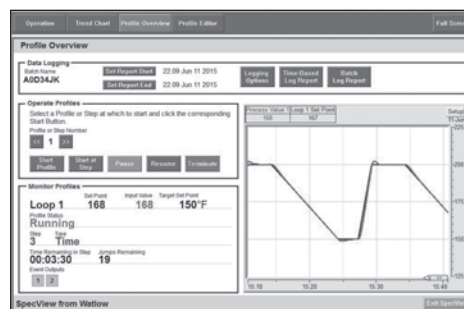 Operation Trend Chart Profile Overview Profile Editor Full Scree
Profile Overview
Data Logging
Batch Name
A0D34JK
Set Report Start 22:09 Jun 11 2015
Set Report End 22:09 Jun 11 2015
Logging Options
Time-Based Log Report
Batch Log Report
Operate Profiles
Select a Profile or Step at which to start and click the corresponding
Start Button.
Profile or Step Number
<< 1 >>
Start Profile
Start at Step
Pause
Resume
Terminate
Monitor Profiles
Set Point Input Value Target Set Point
Loop 1 168 168 150°F
Profile Status
Running
Step Type
3 Time
Time Remaining in Step Jumps Remaining
00:03:30 19
Event Outputs
1 2
Process Value 1 Loop 1 Set Point
168 167
Setup
11-Jun
225
200
175
150
125
15:10 15:20 15:30 15:40
SpecView from Watlow
Exit SpecView